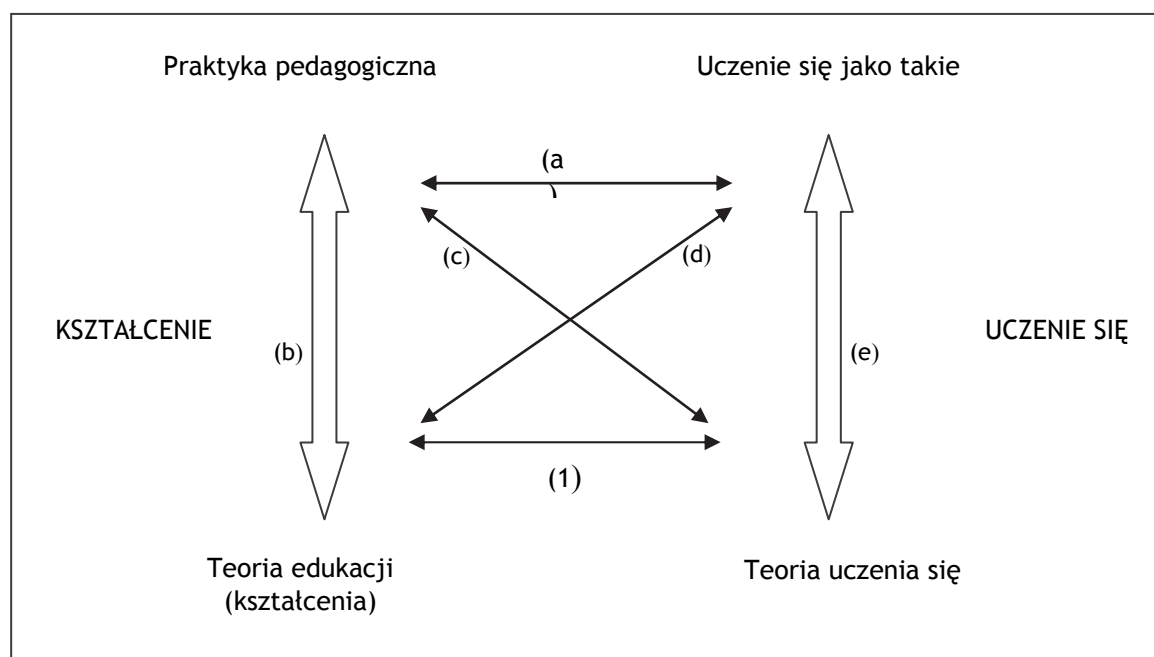 Praktyka pedagogiczna
Uczenie się jako takie
(a
)
(c)
(d)
KSZTAŁCENIE
(b)
(e)
UCZENIE SIĘ
(1)
Teoria edukacji
(kształcenia)
Teoria uczenia się